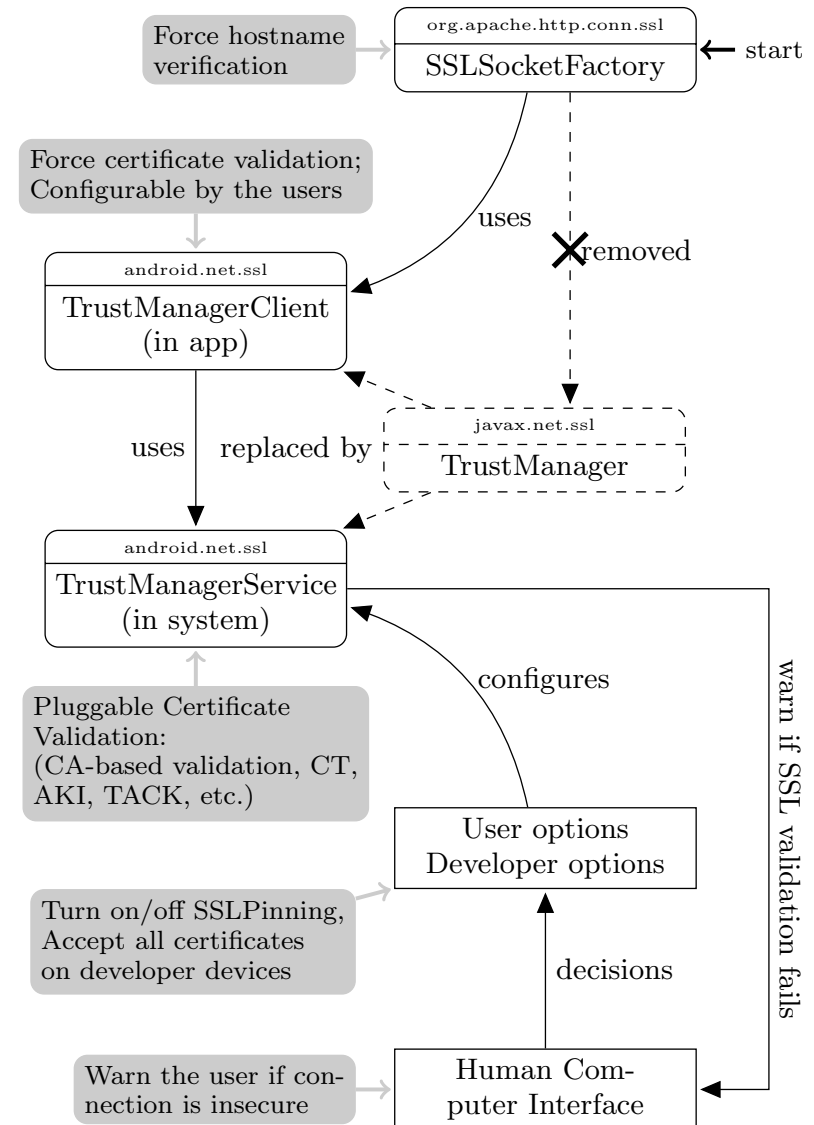 Force hostname
verification
org.apache.http.conn.ssl
SSLSocketFactory
start
Force certificate validation;
Configurable by the users
uses
removed
android.net.ssl
TrustManagerClient
(in app)
uses
replaced by
javax.net.ssl
TrustManager
android.net.ssl
TrustManagerService
(in system)
configures
warn if SSL validation fails
Pluggable Certificate
Validation:
(CA-based validation, CT,
AKI, TACK, etc.)
User options
Developer options
Turn on/off SSLPinning,
Accept all certificates
on developer devices
decisions
Warn the user if con-
nection is insecure
Human Com-
puter Interface